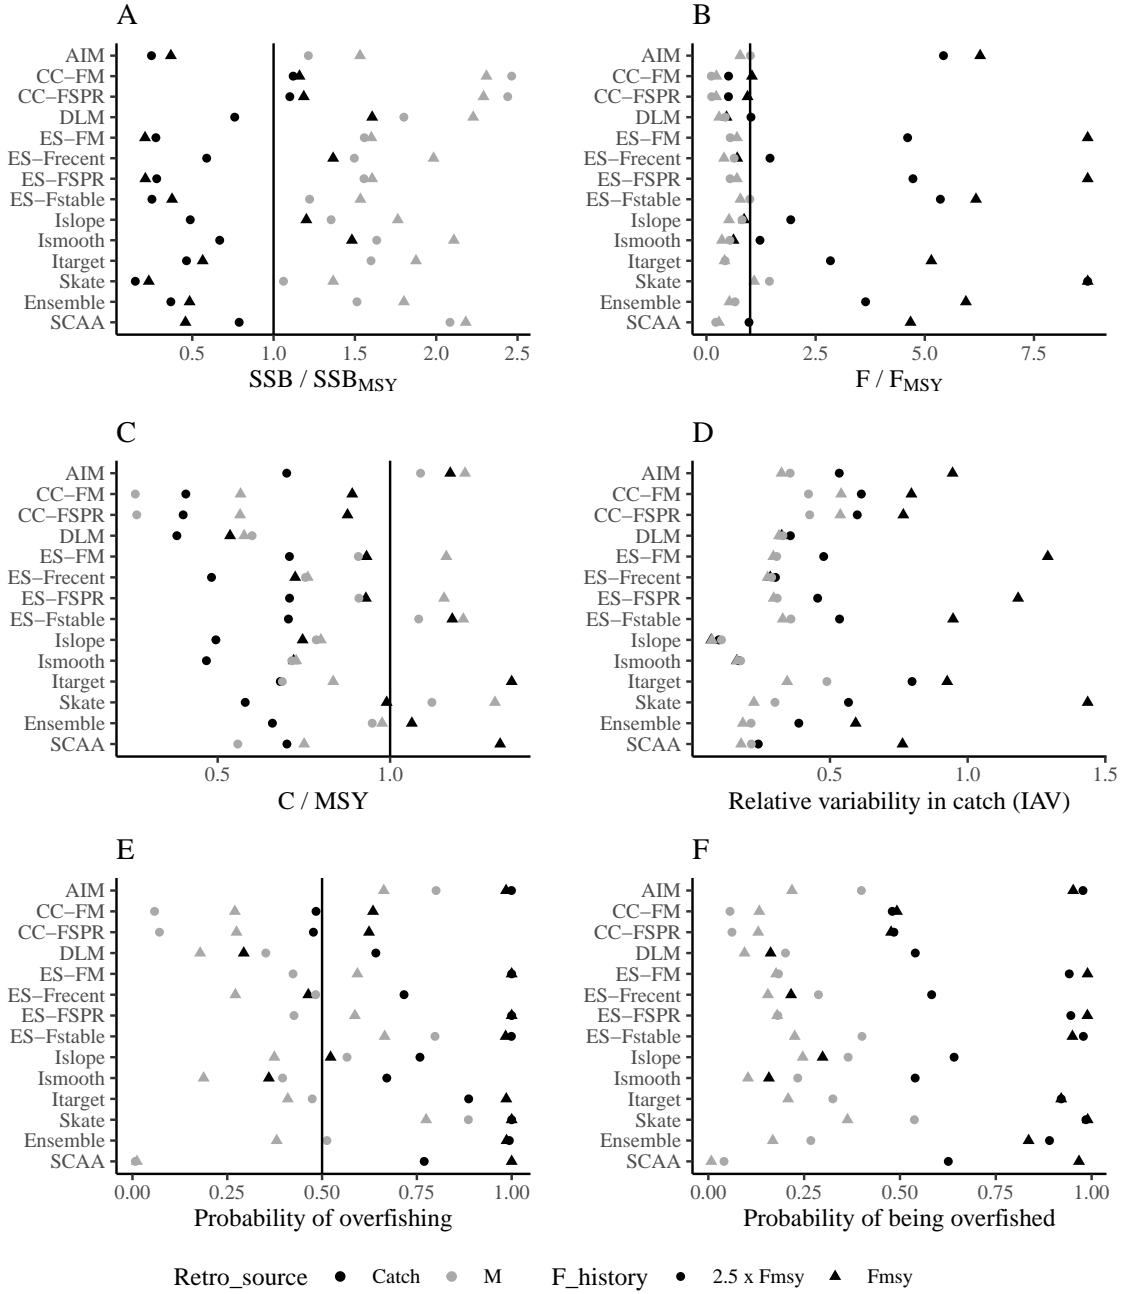 A
AIM
CC−FM
CC−FSPR
DLM
ES−FM
ES−Frecent
ES−FSPR
ES−Fstable
Islope
Ismooth
Itarget
Skate
Ensemble
SCAA
0.5 1.0 1.5 2.0 2.5
SSB / SSBMSY
B
AIM
CC−FM
CC−FSPR
DLM
ES−FM
ES−Frecent
ES−FSPR
ES−Fstable
Islope
Ismooth
Itarget
Skate
Ensemble
SCAA
0.0 2.5 5.0 7.5
F / FMSY
C
AIM
CC−FM
CC−FSPR
DLM
ES−FM
ES−Frecent
ES−FSPR
ES−Fstable
Islope
Ismooth
Itarget
Skate
Ensemble
SCAA
0.5 1.0
C / MSY
D
AIM
CC−FM
CC−FSPR
DLM
ES−FM
ES−Frecent
ES−FSPR
ES−Fstable
Islope
Ismooth
Itarget
Skate
Ensemble
SCAA
0.5 1.0 1.5
Relative variability in catch (IAV)
E
AIM
CC−FM
CC−FSPR
DLM
ES−FM
ES−Frecent
ES−FSPR
ES−Fstable
Islope
Ismooth
Itarget
Skate
Ensemble
SCAA
0.00 0.25 0.50 0.75 1.00
Probability of overfishing
F
AIM
CC−FM
CC−FSPR
DLM
ES−FM
ES−Frecent
ES−FSPR
ES−Fstable
Islope
Ismooth
Itarget
Skate
Ensemble
SCAA
0.00 0.25 0.50 0.75 1.00
Probability of being overfished
Retro_source Catch M F_history 2.5 x Fmsy Fmsy